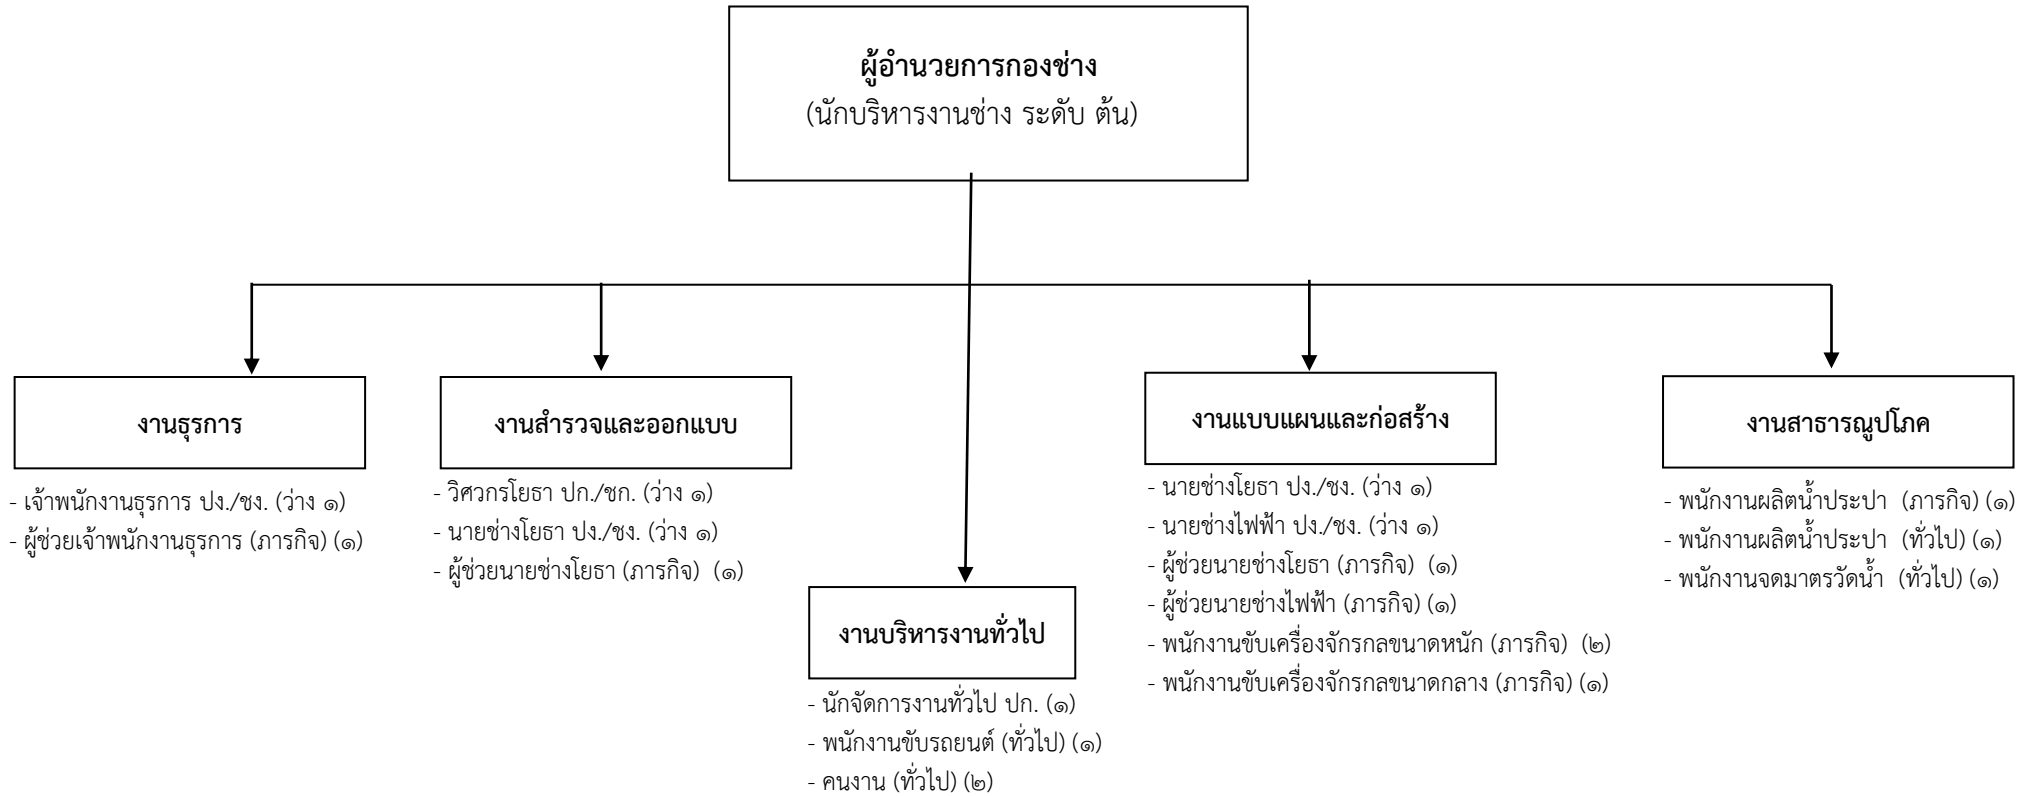 ผู้อำนวยการกองช่าง
(นักบริหารงานช่าง ระดับ ต้น)
งานธุรการ
- เจ้าพนักงานธุรการ ปง./ชง. (ว่าง ๑)
- ผู้ช่วยเจ้าพนักงานธุรการ (ภารกิจ) (๑)
งานสำรวจและออกแบบ
- วิศวกรโยธา ปก./ชก. (ว่าง ๑)
- นายช่างโยธา ปง./ชง. (ว่าง ๑)
- ผู้ช่วยนายช่างโยธา (ภารกิจ) (๑)
งานบริหารงานทั่วไป
- นักจัดการงานทั่วไป ปก. (๑)
- พนักงานขับรถยนต์ (ทั่วไป) (๑)
- คนงาน (ทั่วไป) (๒)
งานแบบแผนและก่อสร้าง
- นายช่างโยธา ปง./ชง. (ว่าง ๑)
- นายช่างไฟฟ้า ปง./ชง. (ว่าง ๑)
- ผู้ช่วยนายช่างโยธา (ภารกิจ) (๑)
- ผู้ช่วยนายช่างไฟฟ้า (ภารกิจ) (๑)
- พนักงานขับเครื่องจักรกลขนาดหนัก (ภารกิจ) (๒)
- พนักงานขับเครื่องจักรกลขนาดกลาง (ภารกิจ) (๑)
งานสาธารณูปโภค
- พนักงานผลิตน้ำประปา (ภารกิจ) (๑)
- พนักงานผลิตน้ำประปา (ทั่วไป) (๑)
- พนักงานจดมาตรวัดน้ำ (ทั่วไป) (๑)